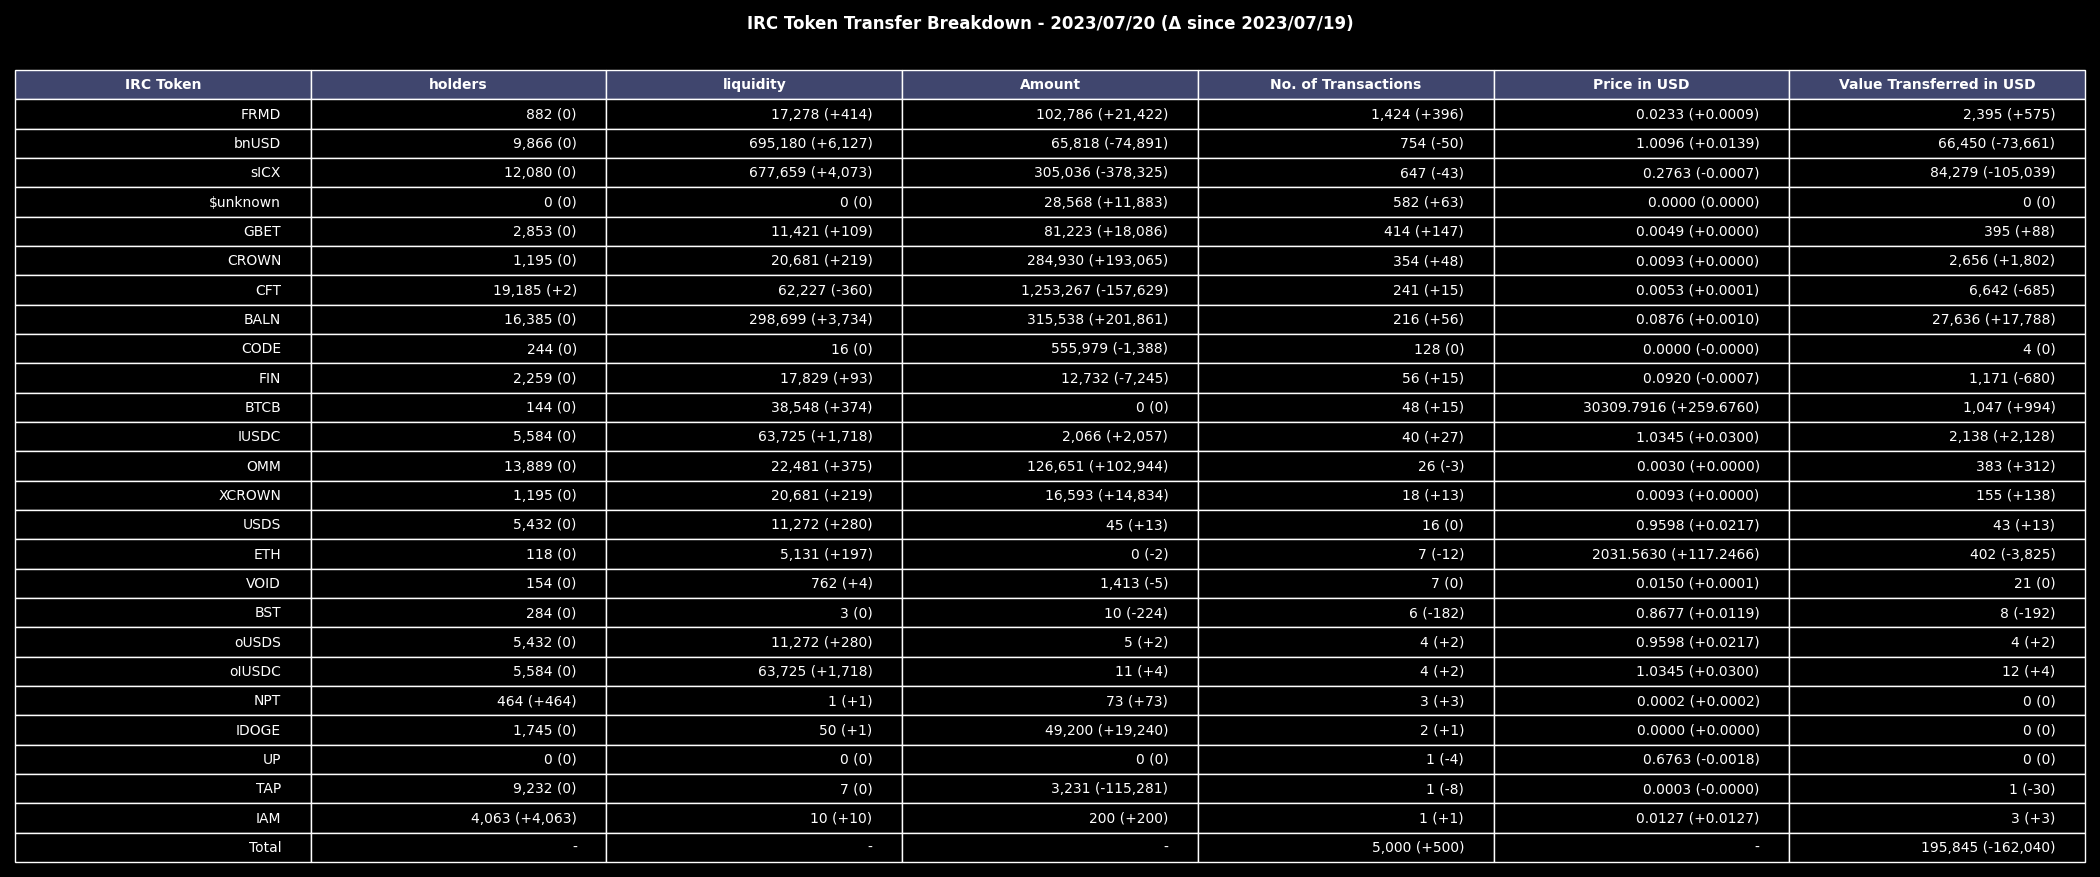 IRC Token Transfer Breakdown - 2023/07/20 (Δ since 2023/07/19)
IRC Token holders liquidity Amount No. of Transactions Price in USD Value Transferred in USD
FRMD 882 (0) 17,278 (+414) 102,786 (+21,422) 1,424 (+396) 0.0233 (+0.0009) 2,395 (+575)
bnUSD 9,866 (0) 695,180 (+6,127) 65,818 (-74,891) 754 (-50) 1.0096 (+0.0139) 66,450 (-73,661)
sICX 12,080 (0) 677,659 (+4,073) 305,036 (-378,325) 647 (-43) 0.2763 (-0.0007) 84,279 (-105,039)
$unknown 0 (0) 0 (0) 28,568 (+11,883) 582 (+63) 0.0000 (0.0000) 0 (0)
GBET 2,853 (0) 11,421 (+109) 81,223 (+18,086) 414 (+147) 0.0049 (+0.0000) 395 (+88)
CROWN 1,195 (0) 20,681 (+219) 284,930 (+193,065) 354 (+48) 0.0093 (+0.0000) 2,656 (+1,802)
CFT 19,185 (+2) 62,227 (-360) 1,253,267 (-157,629) 241 (+15) 0.0053 (+0.0001) 6,642 (-685)
BALN 16,385 (0) 298,699 (+3,734) 315,538 (+201,861) 216 (+56) 0.0876 (+0.0010) 27,636 (+17,788)
CODE 244 (0) 16 (0) 555,979 (-1,388) 128 (0) 0.0000 (-0.0000) 4 (0)
FIN 2,259 (0) 17,829 (+93) 12,732 (-7,245) 56 (+15) 0.0920 (-0.0007) 1,171 (-680)
BTCB 144 (0) 38,548 (+374) 0 (0) 48 (+15) 30309.7916 (+259.6760) 1,047 (+994)
IUSDC 5,584 (0) 63,725 (+1,718) 2,066 (+2,057) 40 (+27) 1.0345 (+0.0300) 2,138 (+2,128)
OMM 13,889 (0) 22,481 (+375) 126,651 (+102,944) 26 (-3) 0.0030 (+0.0000) 383 (+312)
XCROWN 1,195 (0) 20,681 (+219) 16,593 (+14,834) 18 (+13) 0.0093 (+0.0000) 155 (+138)
USDS 5,432 (0) 11,272 (+280) 45 (+13) 16 (0) 0.9598 (+0.0217) 43 (+13)
ETH 118 (0) 5,131 (+197) 0 (-2) 7 (-12) 2031.5630 (+117.2466) 402 (-3,825)
VOID 154 (0) 762 (+4) 1,413 (-5) 7 (0) 0.0150 (+0.0001) 21 (0)
BST 284 (0) 3 (0) 10 (-224) 6 (-182) 0.8677 (+0.0119) 8 (-192)
oUSDS 5,432 (0) 11,272 (+280) 5 (+2) 4 (+2) 0.9598 (+0.0217) 4 (+2)
oIUSDC 5,584 (0) 63,725 (+1,718) 11 (+4) 4 (+2) 1.0345 (+0.0300) 12 (+4)
NPT 464 (+464) 1 (+1) 73 (+73) 3 (+3) 0.0002 (+0.0002) 0 (0)
IDOGE 1,745 (0) 50 (+1) 49,200 (+19,240) 2 (+1) 0.0000 (+0.0000) 0 (0)
UP 0 (0) 0 (0) 0 (0) 1 (-4) 0.6763 (-0.0018) 0 (0)
TAP 9,232 (0) 7 (0) 3,231 (-115,281) 1 (-8) 0.0003 (-0.0000) 1 (-30)
IAM 4,063 (+4,063) 10 (+10) 200 (+200) 1 (+1) 0.0127 (+0.0127) 3 (+3)
Total - - - 5,000 (+500) - 195,845 (-162,040)